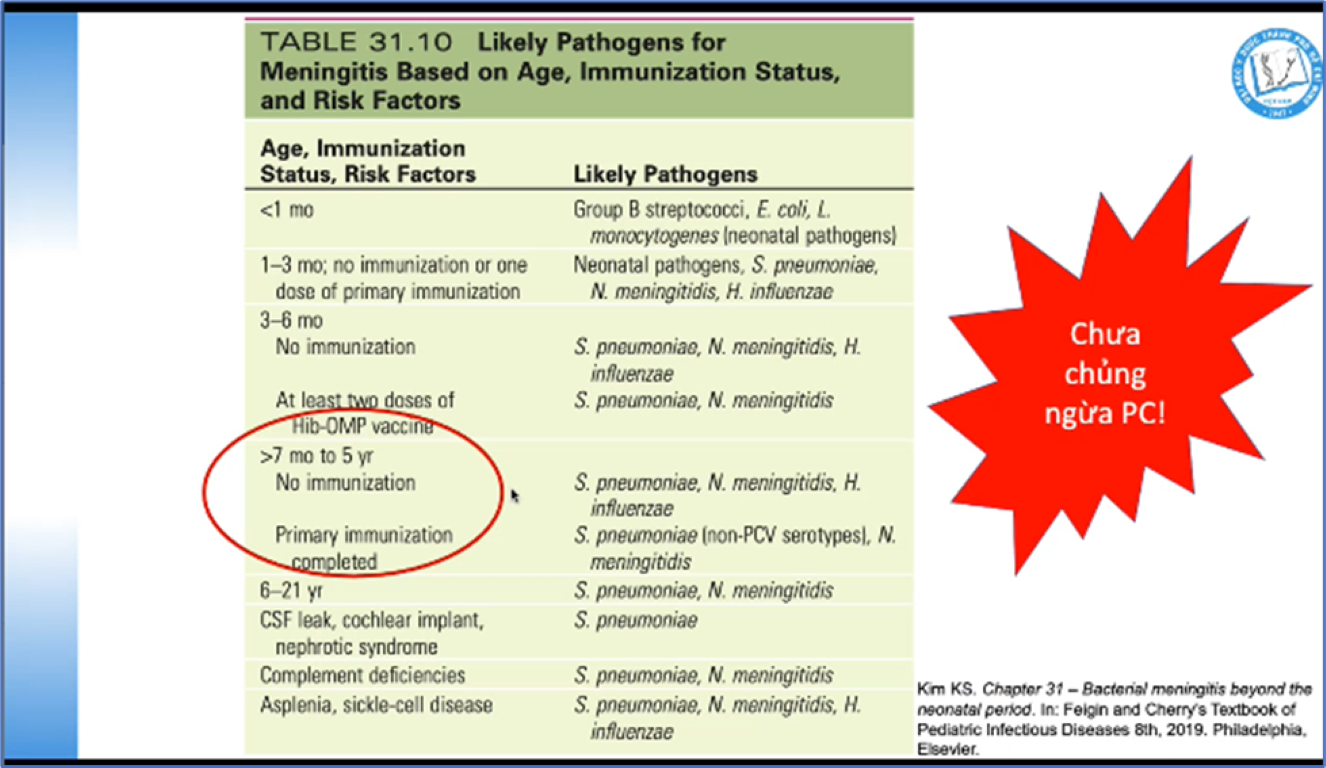 TABLE 31.10 Likely Pathogens for
Meningitis Based on Age, Immunization Status,
and Risk Factors
Age, Immunization
Status, Risk Factors
Likely Pathogens
<1 mo
Group B streptococci, E. coli, L.
monocytogenes (neonatal pathogens)
1–3 mo; no immunization or one
dose of primary immunization
Neonatal pathogens, S. pneumoniae,
N. meningitidis, H. influenzae
3–6 mo
No immunization
S. pneumoniae, N. meningitidis, H.
influenzae
At least two doses of
Hib-OMP vaccine
S. pneumoniae, N. meningitidis
>7 mo to 5 yr
No immunization
S. pneumoniae, N. meningitidis, H.
influenzae
Primary immunization
completed
S. pneumoniae (non-PCV serotypes), N.
meningitidis
6–21 yr
S. pneumoniae, N. meningitidis
CSF leak, cochlear implant,
nephrotic syndrome
S. pneumoniae
Complement deficiencies
S. pneumoniae, N. meningitidis
Asplenia, sickle-cell disease
S. pneumoniae, N. meningitidis, H.
influenzae
Chưa
chủng
ngừa PC!
Kim KS. Chapter 31 – Bacterial meningitis beyond the
neonatal period. In: Feigin and Cherry's Textbook of
Pediatric Infectious Diseases 8th, 2019. Philadelphia,
Elsevier.